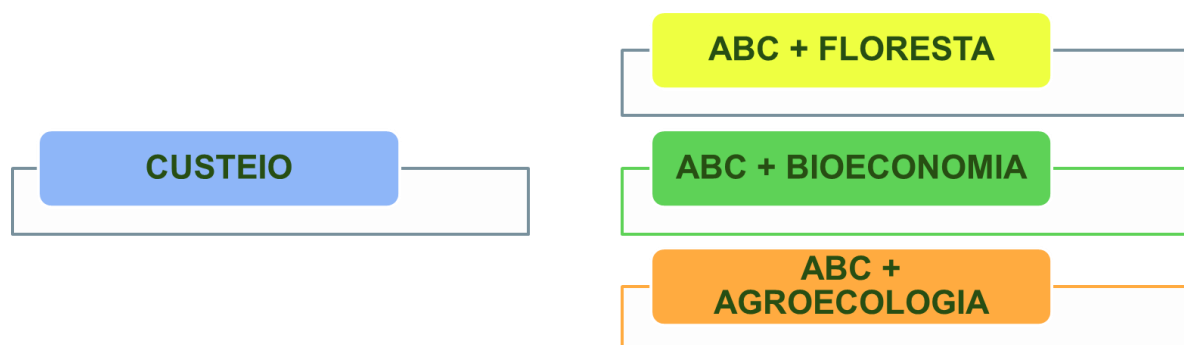 CUSTEIO
ABC + FLORESTA
ABC + BIOECONOMIA
ABC +
AGROECOLOGIA